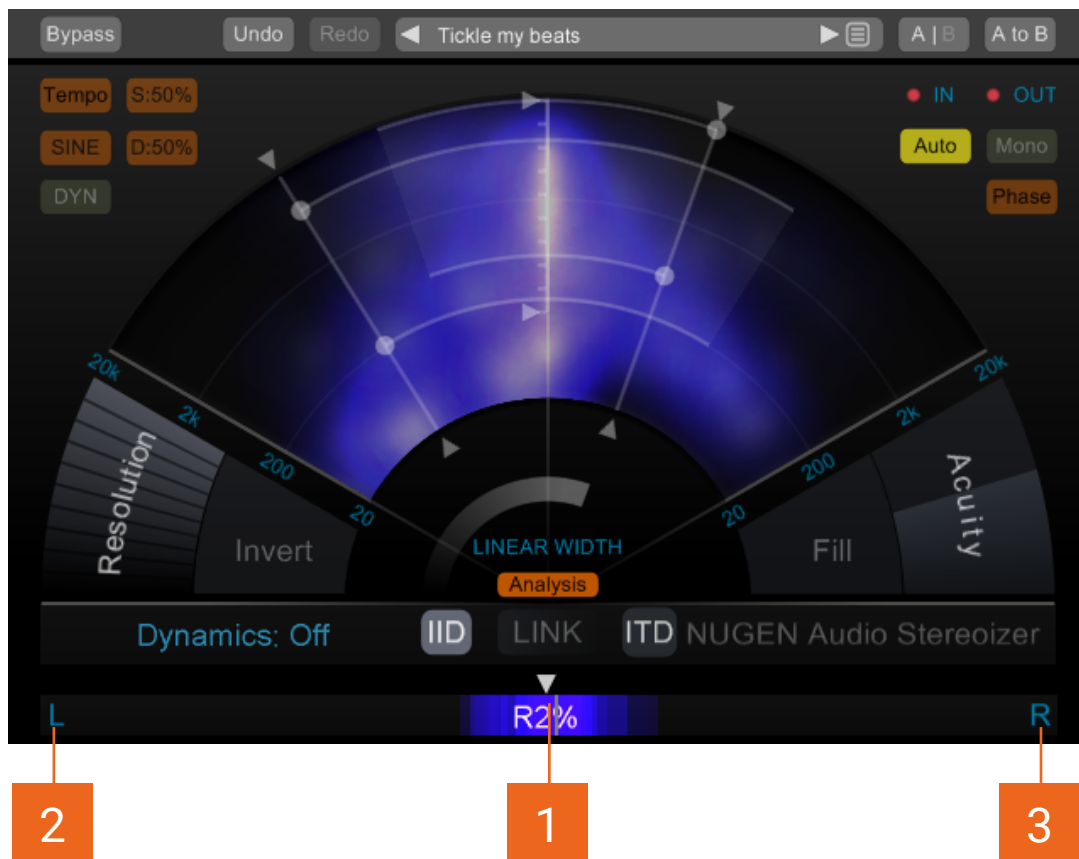 Bypass Undo Redo Tickle my beats A | B A to B
Tempo S:50% IN OUT
SINE D:50% Auto Mono
DYN Phase
20k 20k
2k 2k
200 200
20 20
Resolution Invert Fill Acuity
LINEAR WIDTH
Analysis
Dynamics: Off IID LINK ITD NUGEN Audio Stereoizer
L R2% R
2 1 3